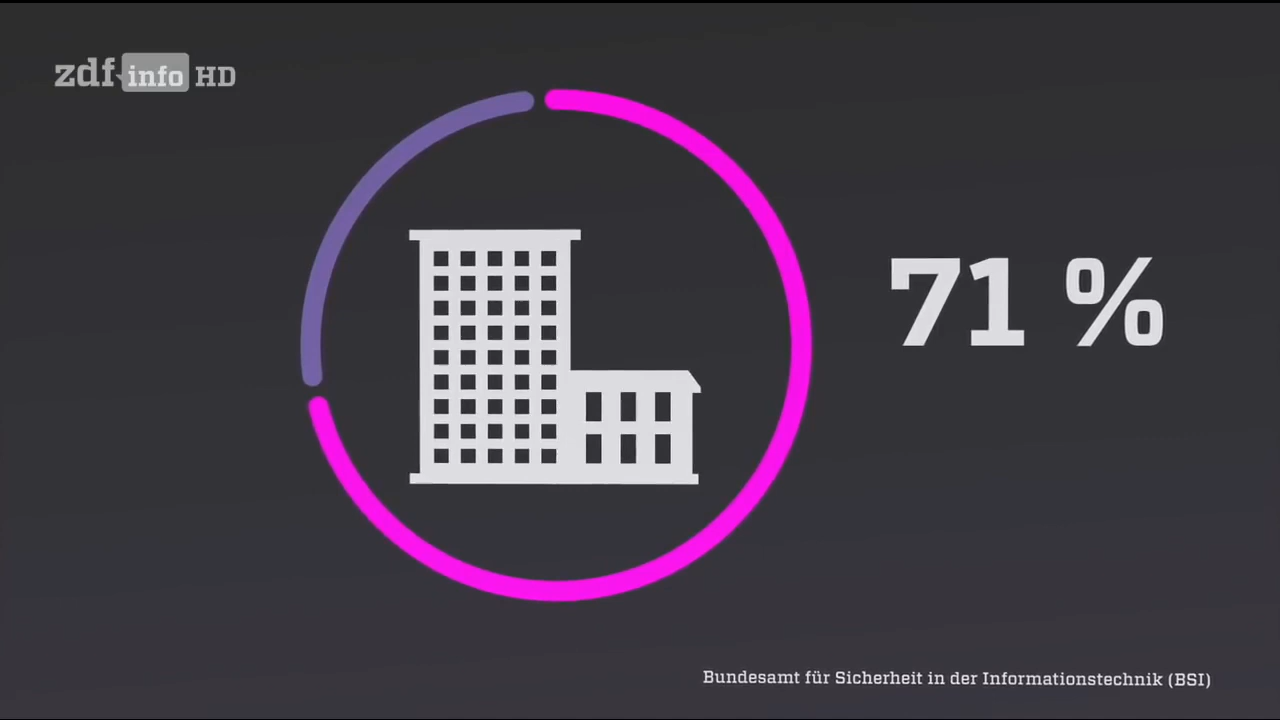 zdf info HD
71 %
Bundesamt für Sicherheit in der Informationstechnik (BSI)